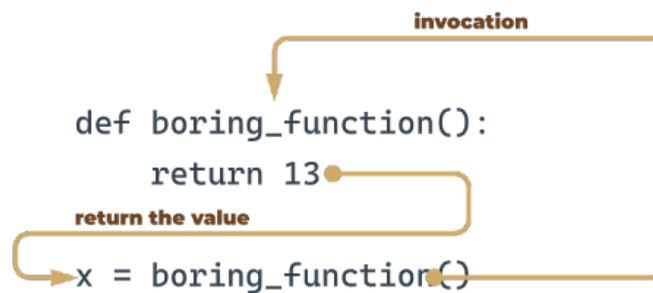 invocation
def boring_function():
    return 13
return the value
x = boring_function()